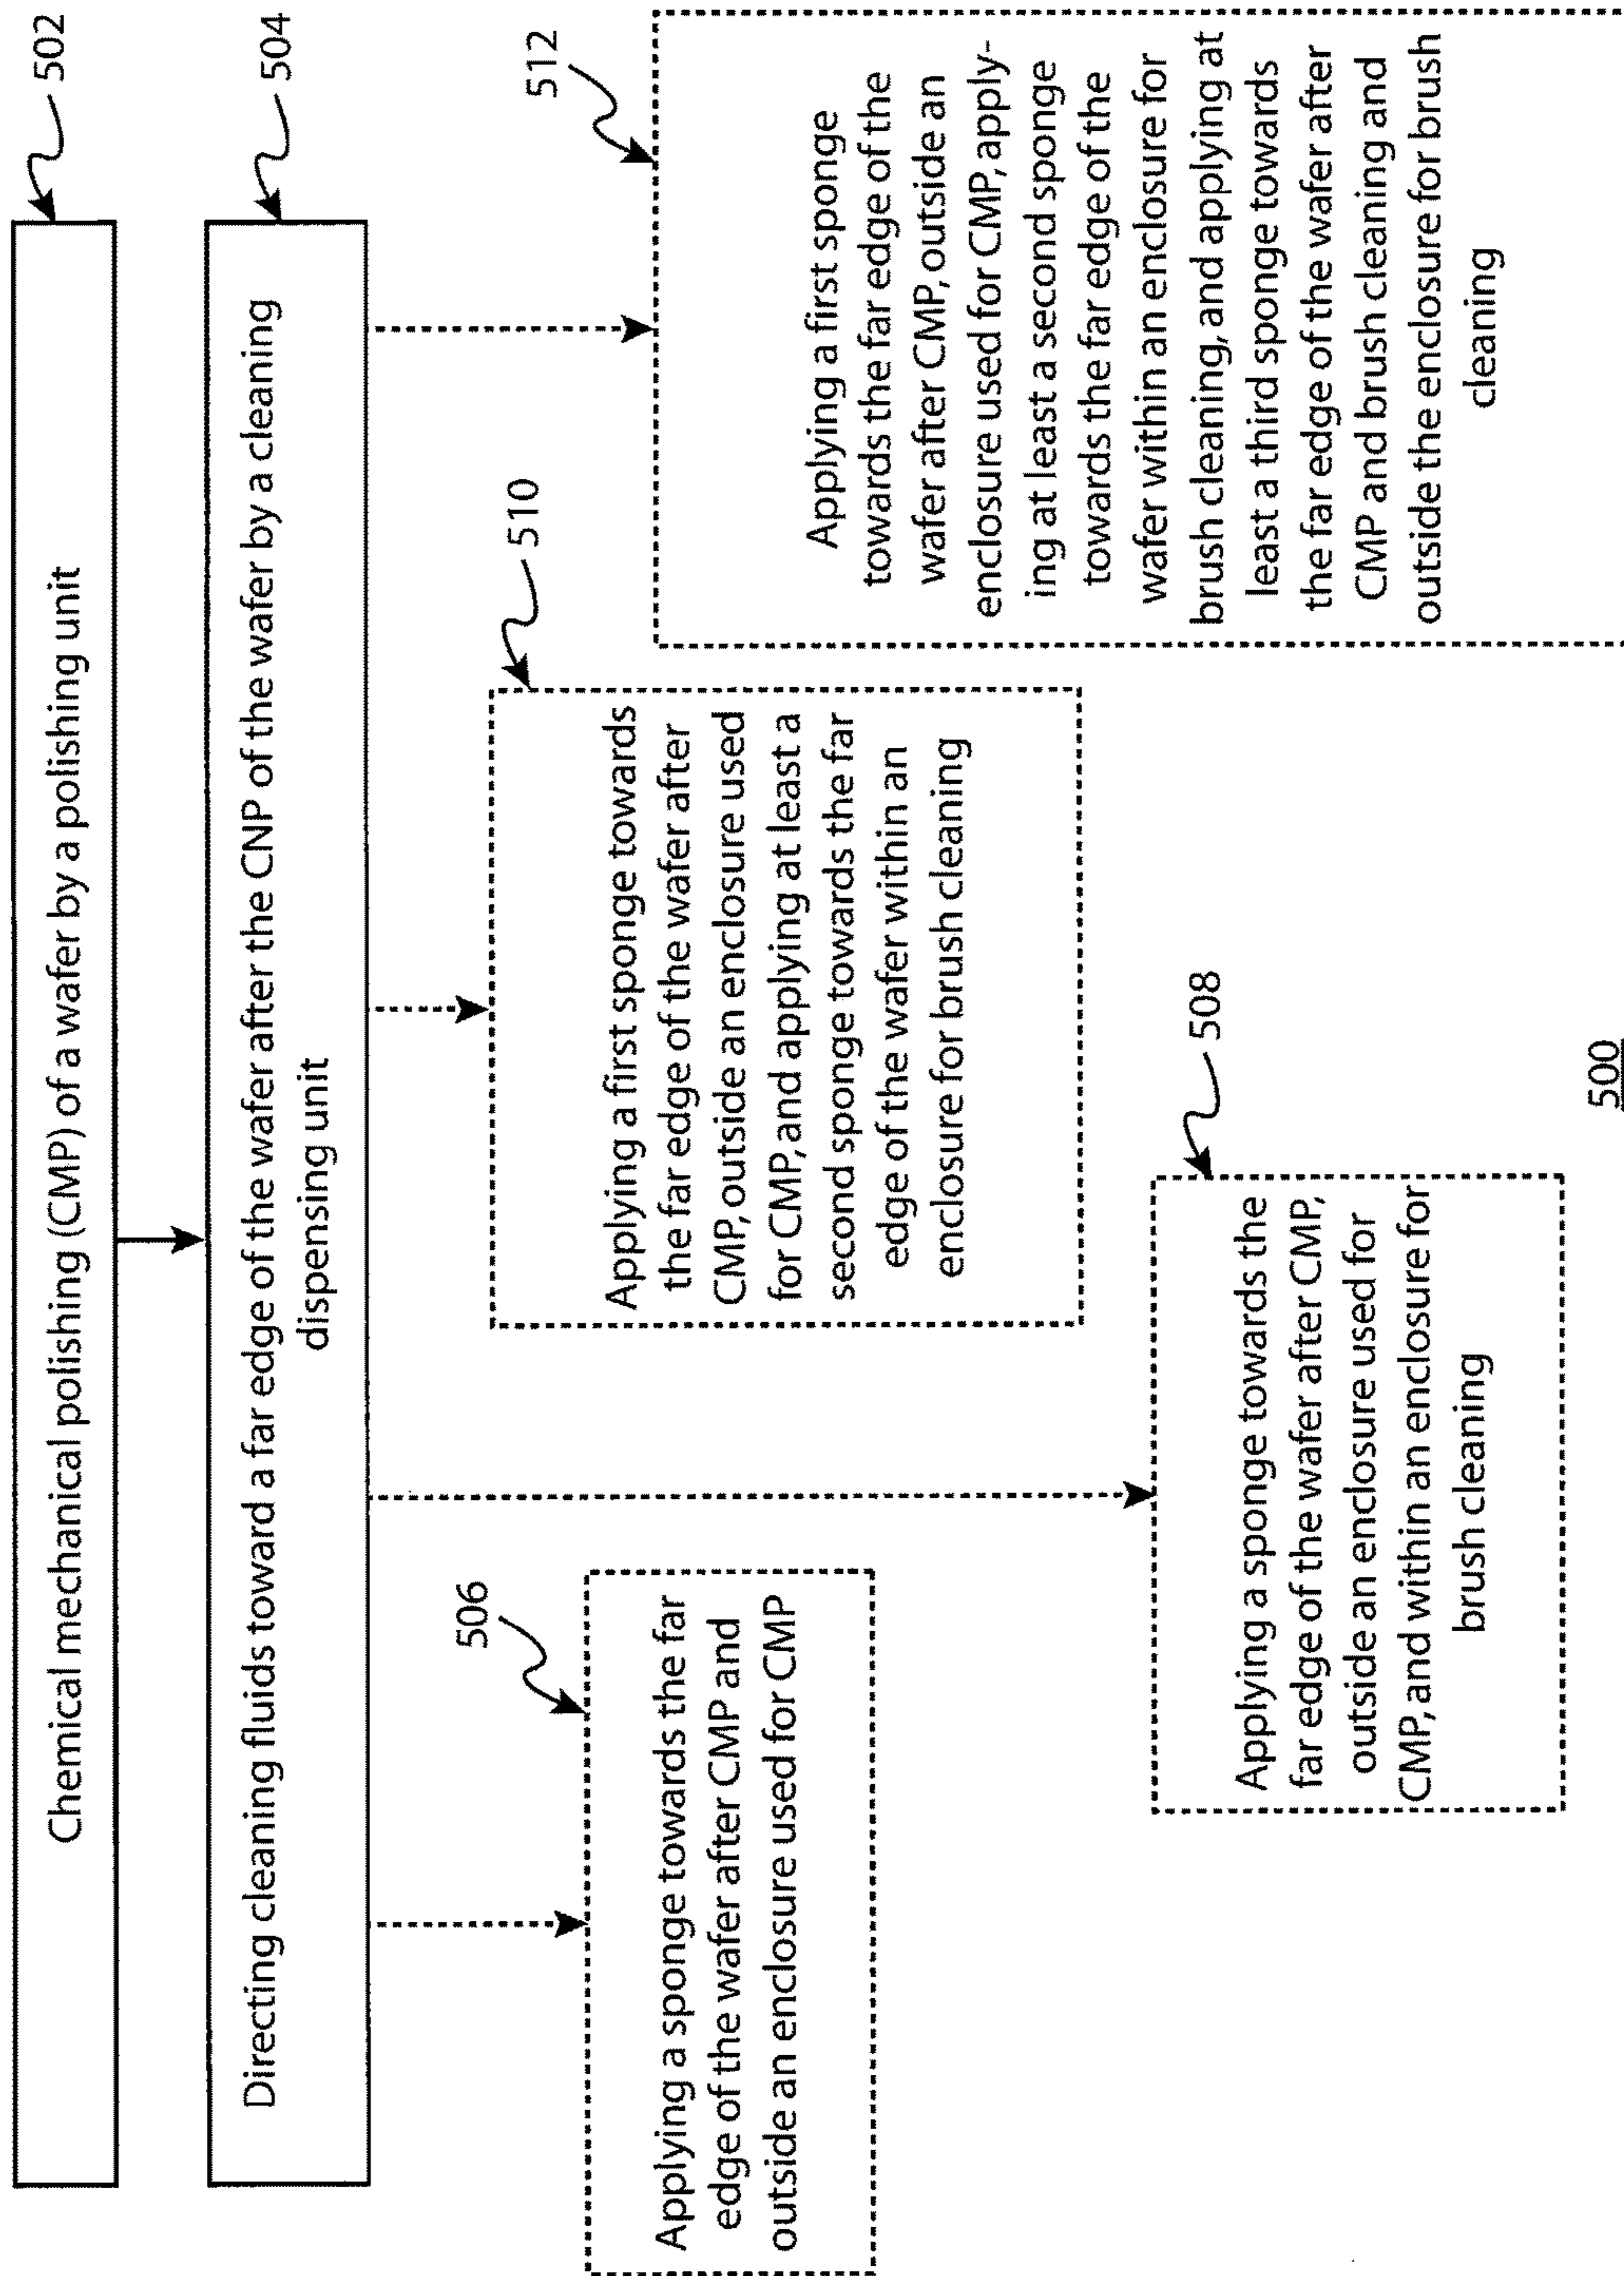 502
Chemical mechanical polishing (CMP) of a wafer by a polishing unit
504
Directing cleaning fluids toward a far edge of the wafer after the CNP of the wafer by a cleaning
dispensing unit
506
Applying a sponge towards the far
edge of the wafer after CMP and
outside an enclosure used for CMP
508
Applying a sponge towards the
far edge of the wafer after CMP,
outside an enclosure used for
CMP, and within an enclosure for
brush cleaning
510
Applying a first sponge towards
the far edge of the wafer after
CMP, outside an enclosure used
for CMP, and applying at least a
second sponge towards the far
edge of the wafer within an
enclosure for brush cleaning
512
Applying a first sponge
towards the far edge of the
wafer after CMP, outside an
enclosure used for CMP, apply-
ing at least a second sponge
towards the far edge of the
wafer within an enclosure for
brush cleaning, and applying at
least a third sponge towards
the far edge of the wafer after
CMP and brush cleaning and
outside the enclosure for brush
cleaning
500